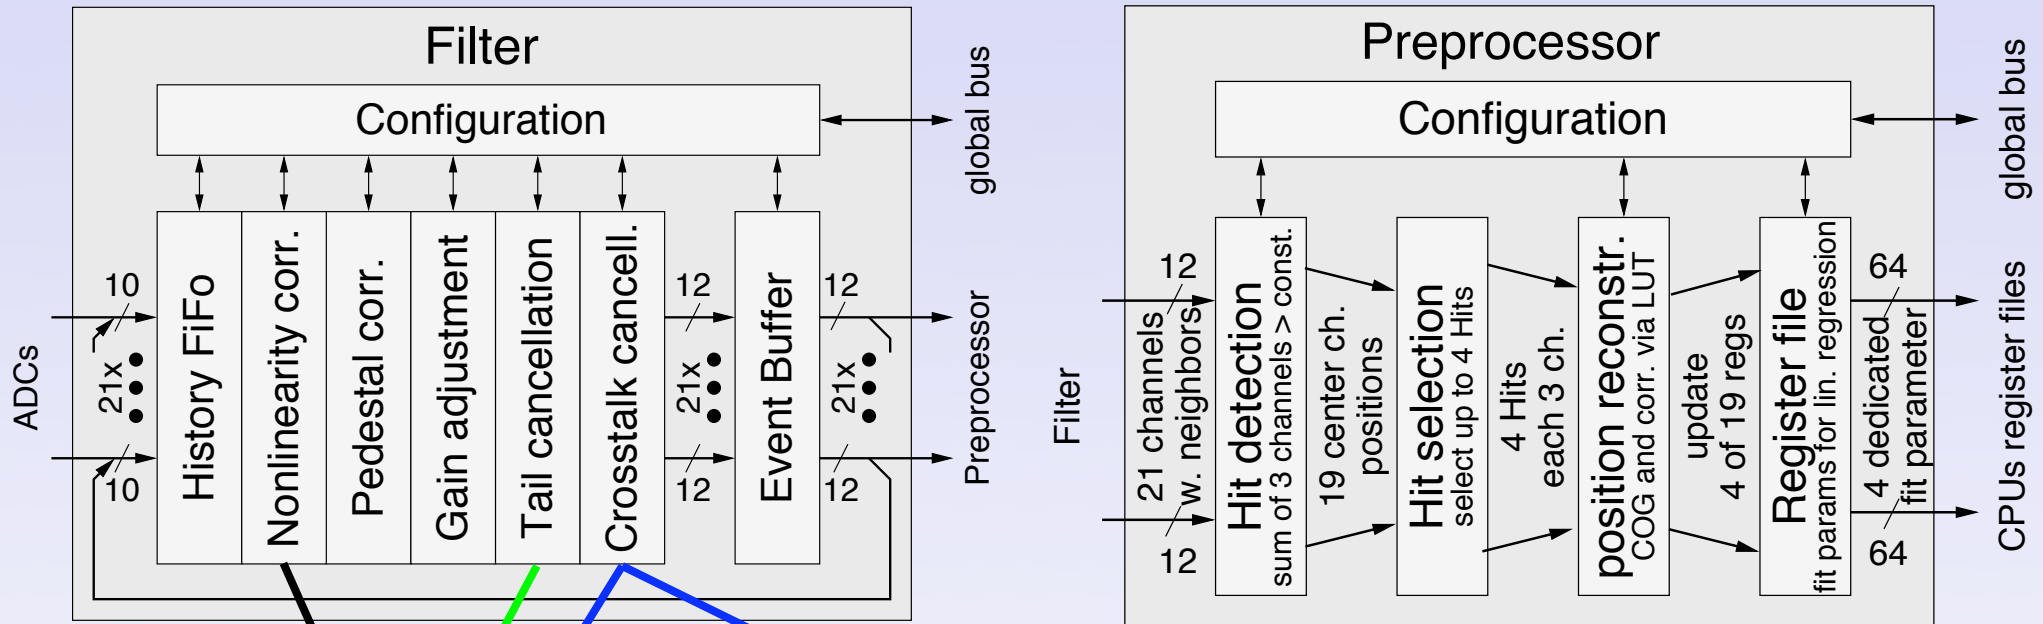 Filter
Configuration
global bus
ADCs
10
21x
10
History FiFo
Nonlinearity corr.
Pedestal corr.
Gain adjustment
Tail cancellation
Crosstalk cancell.
12
21x
12
Event Buffer
12
21x
12
Preprocessor
Preprocessor
Configuration
global bus
Filter
12
21 channels
w. neighbors
12
Hit detection
sum of 3 channels > const.
19 center ch.
positions
Hit selection
select up to 4 Hits
4 Hits
each 3 ch.
position reconstr.
COG and corr. via LUT
update
4 of 19 regs
Register file
fit params for lin. regression
64
4 dedicated
fit parameter
64
CPUs register files